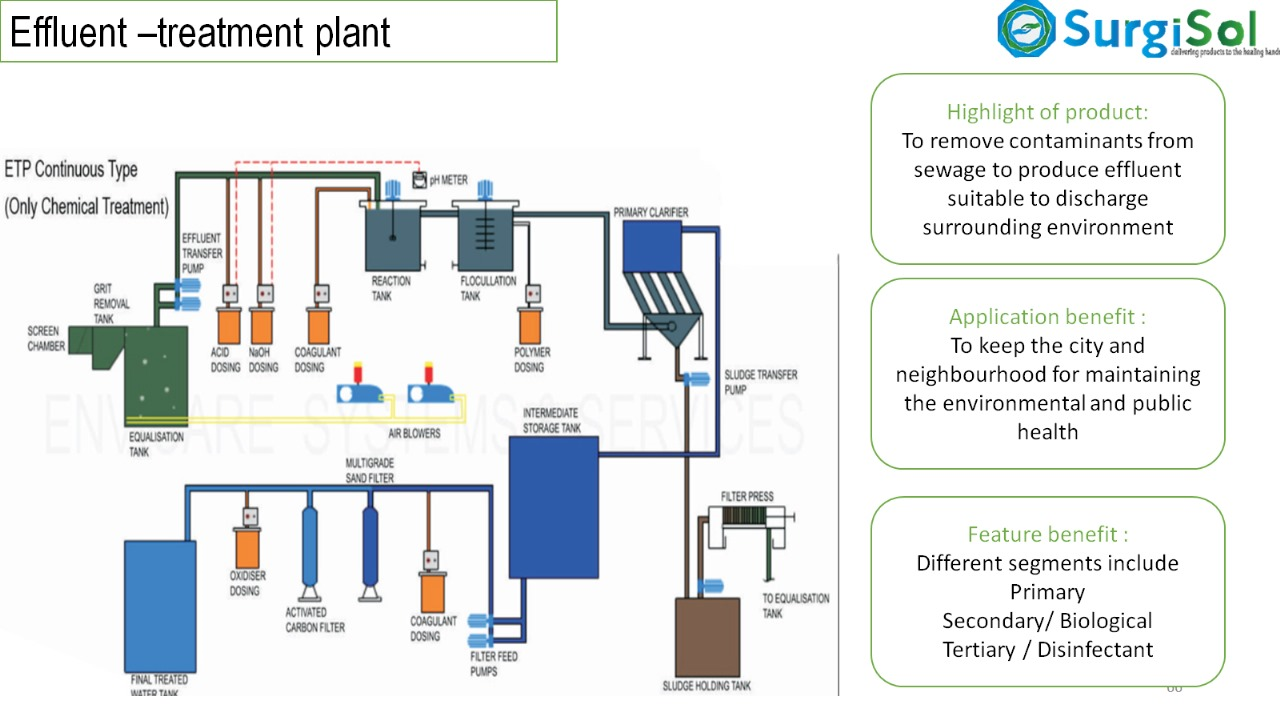 Effluent –treatment plant
SurgiSol
delivering products to the healing hands
ETP Continuous Type
(Only Chemical Treatment)
pH METER
PRIMARY CLARIFIER
EFFLUENT
TRANSFER
PUMP
REACTION
TANK
FLOCULLATION
TANK
GRIT
REMOVAL
TANK
SCREEN
CHAMBER
ACID
DOSING
NaOH
DOSING
COAGULANT
DOSING
POLYMER
DOSING
SLUDGE TRANSFER
PUMP
ENVICARE SYSTEMS & SERVICES
AIR BLOWERS
EQUALISATION
TANK
INTERMEDIATE
STORAGE TANK
MULTIGRADE
SAND FILTER
FILTER PRESS
OXIDISER
DOSING
ACTIVATED
CARBON FILTER
COAGULANT
DOSING
TO EQUALISATION
TANK
FILTER FEED
PUMPS
FINAL TREATED
WATER TANK
SLUDGE HOLDING TANK
Highlight of product:
To remove contaminants from
sewage to produce effluent
suitable to discharge
surrounding environment
Application benefit :
To keep the city and
neighbourhood for maintaining
the environmental and public
health
Feature benefit :
Different segments include
Primary
Secondary/ Biological
Tertiary / Disinfectant